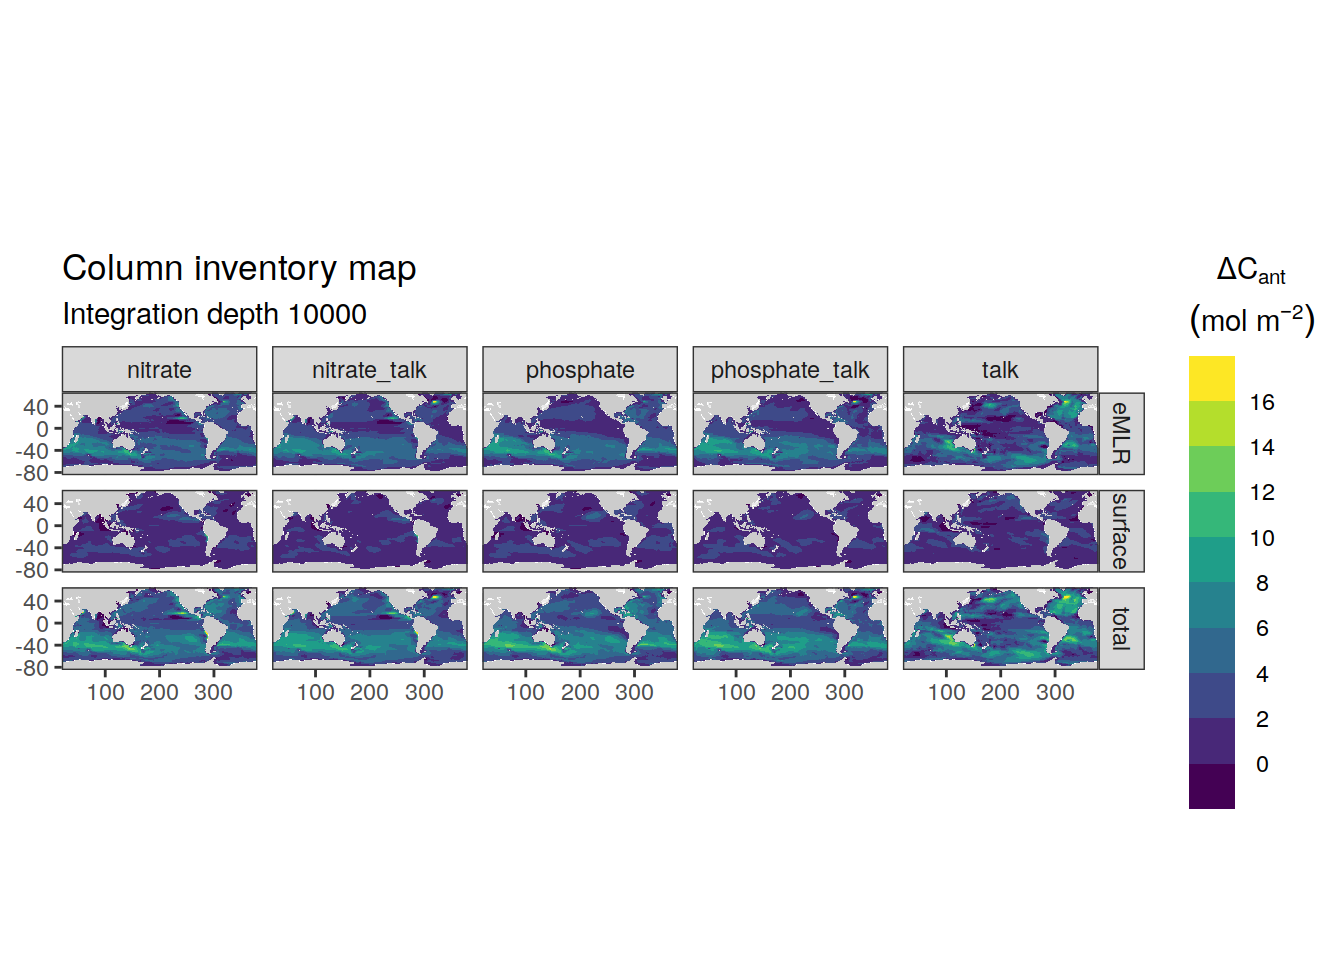 Column inventory map
Integration depth 10000
nitrate nitrate_talk phosphate phosphate_talk talk
40
0
-40
-80
eMLR
40
0
-40
-80
surface
40
0
-40
-80
total
100 200 300 100 200 300 100 200 300 100 200 300 100 200 300
ΔCant
(mol m−2)
16
14
12
10
8
6
4
2
0